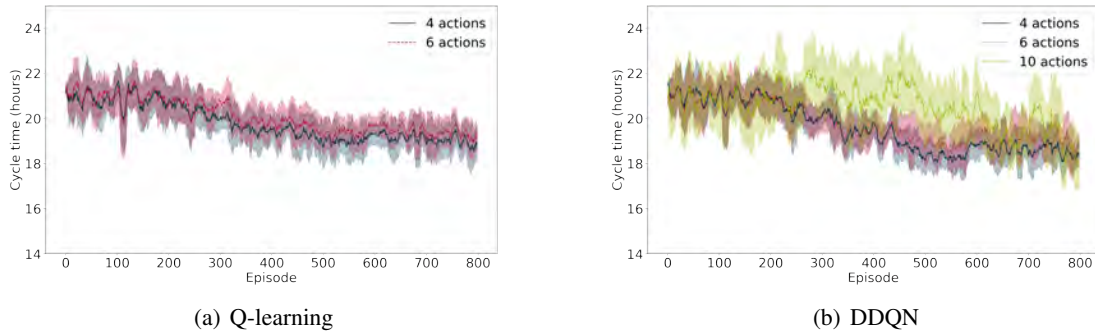 24
22
20
18
16
14
Cycle time (hours)
4 actions
6 actions
0 100 200 300 400 500 600 700 800
Episode
(a) Q-learning
24
22
20
18
16
14
Cycle time (hours)
4 actions
6 actions
10 actions
0 100 200 300 400 500 600 700 800
Episode
(b) DDQN